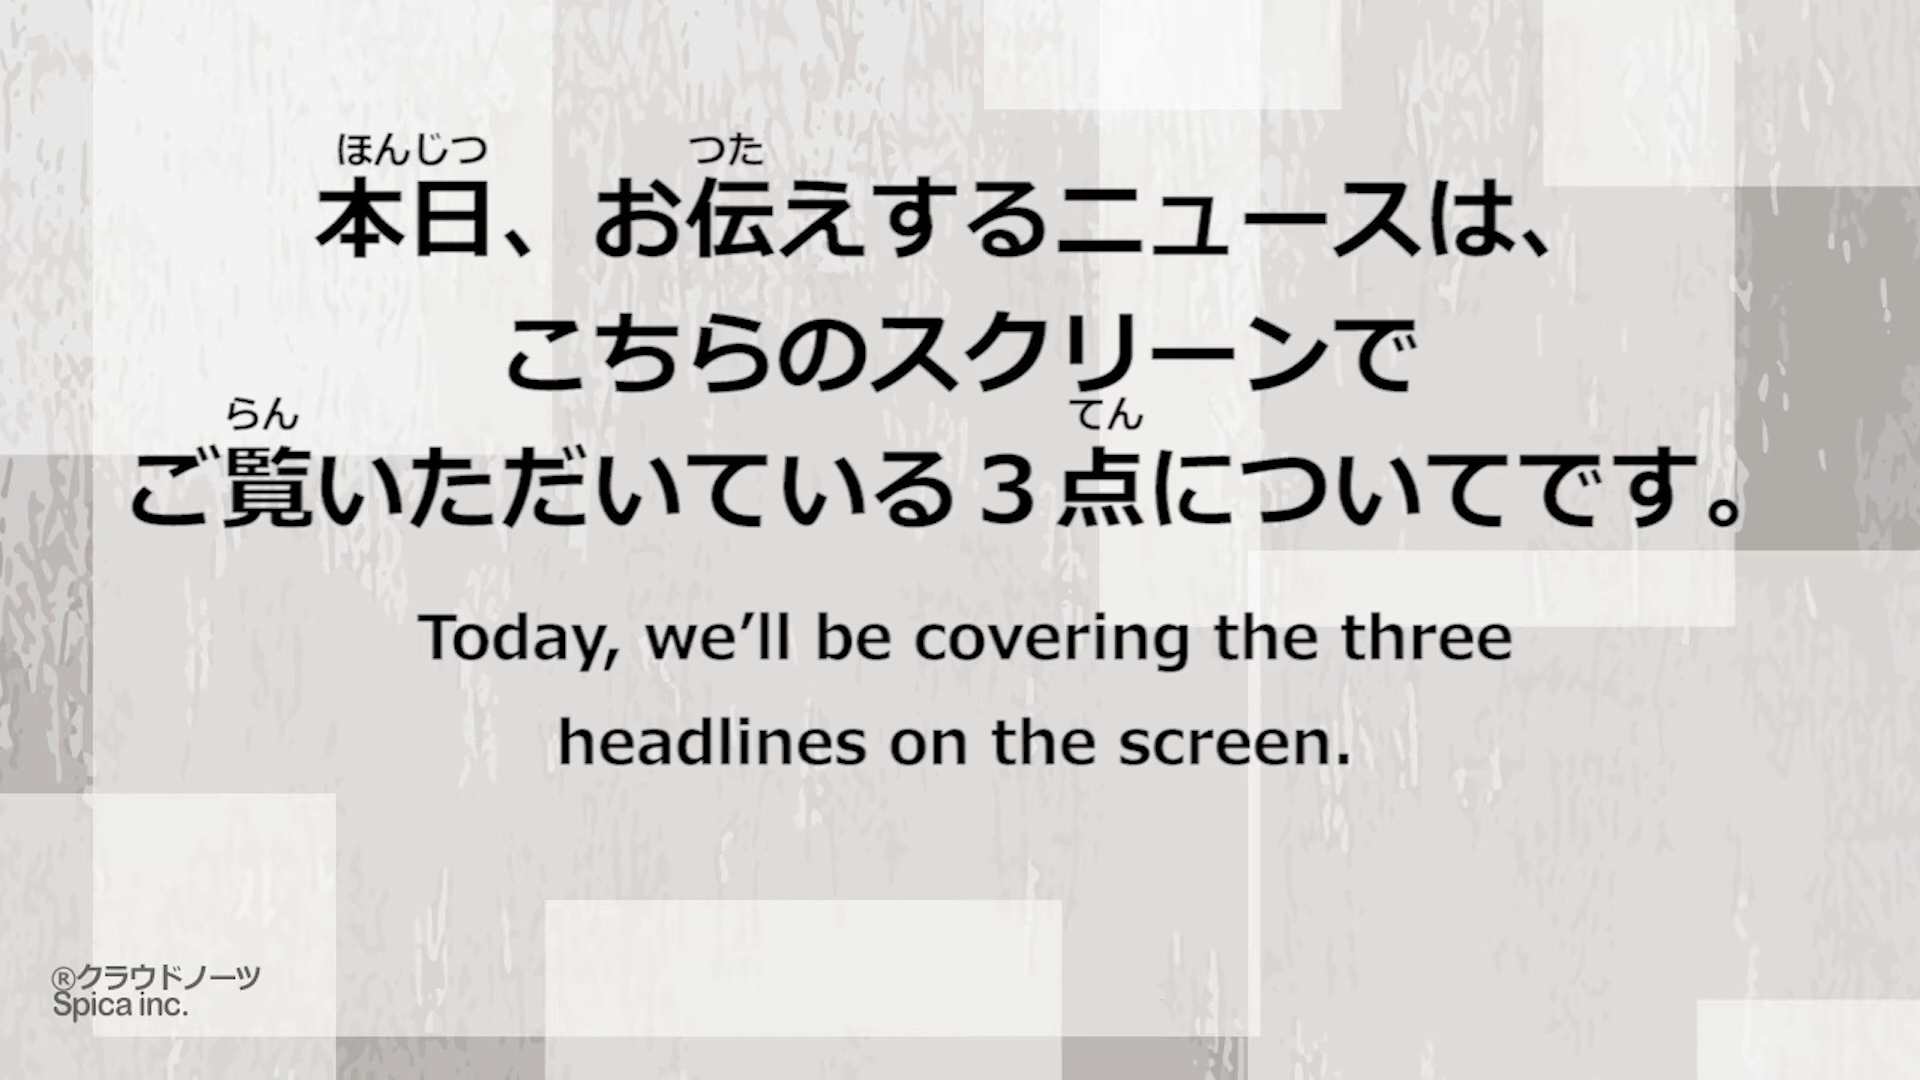 ほんじつ つた
本日、お伝えするニュースは、
こちらのスクリーンで
らん てん
ご覧いただいている３点についてです。
Today, we’ll be covering the three
headlines on the screen.
®クラウドノーツ
Spica inc.